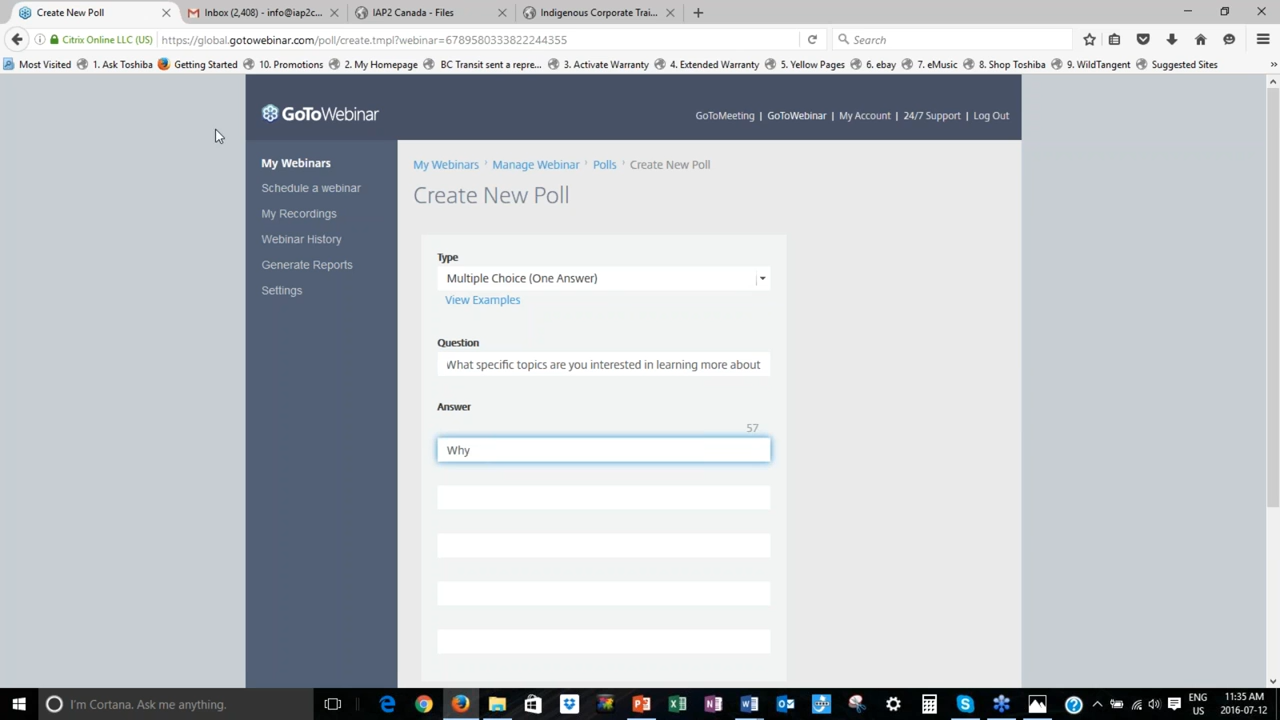 Create New Poll
Inbox (2,408) - info@iap2c...
IAP2 Canada - Files
Indigenous Corporate Trai...
Citrix Online LLC (US)
https://global.gotowebinar.com/poll/create.tmpl?webinar=6789580333822244355
Search
Most Visited
1. Ask Toshiba
Getting Started
10. Promotions
2. My Homepage
BC Transit sent a repre...
3. Activate Warranty
4. Extended Warranty
5. Yellow Pages
6. ebay
7. eMusic
8. Shop Toshiba
9. WildTangent
Suggested Sites
»
GoToWebinar
GoToMeeting | GoToWebinar | My Account | 24/7 Support | Log Out
My Webinars
Schedule a webinar
My Recordings
Webinar History
Generate Reports
Settings
My Webinars › Manage Webinar › Polls › Create New Poll
Create New Poll
Type
Multiple Choice (One Answer)
View Examples
Question
What specific topics are you interested in learning more about
Answer
57
Why
I'm Cortana. Ask me anything.
ENG
US
11:35 AM
2016-07-12